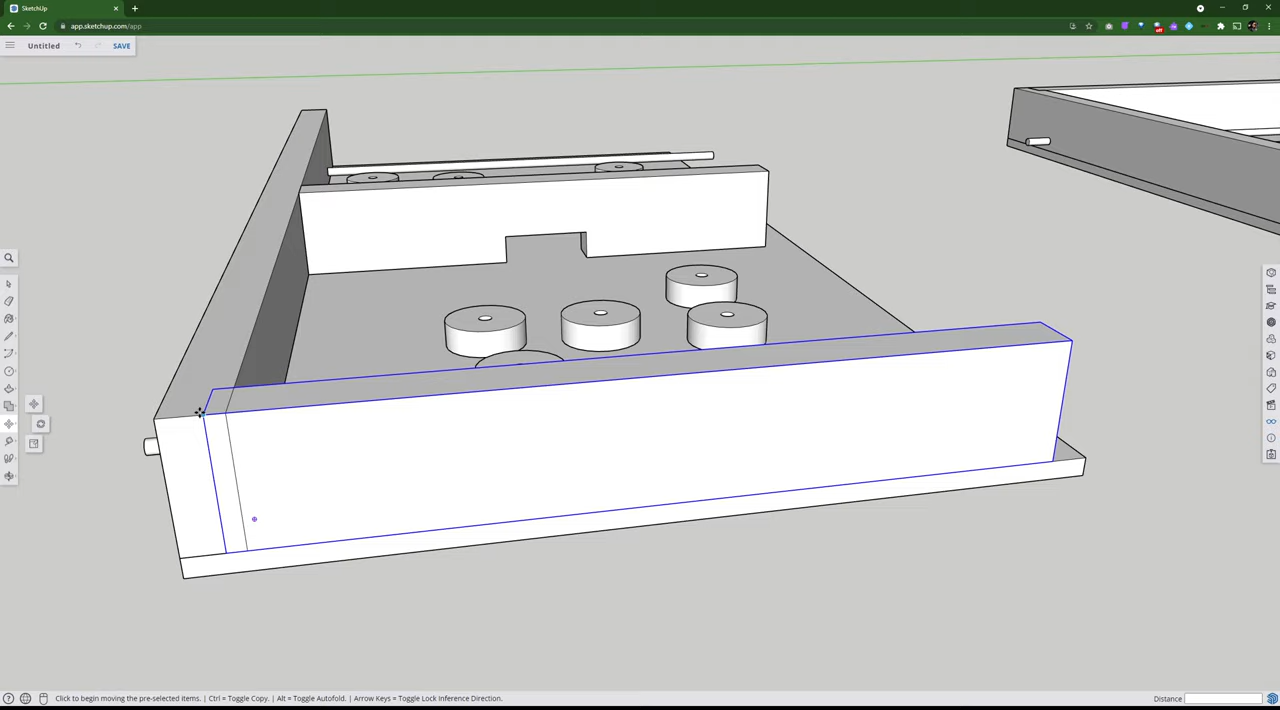 SketchUp
app.sketchup.com/app
Untitled
SAVE
Click to begin moving the pre-selected items. | Ctrl = Toggle Copy. | Alt = Toggle Autofold. | Arrow Keys = Toggle Lock Inference Direction.
Distance